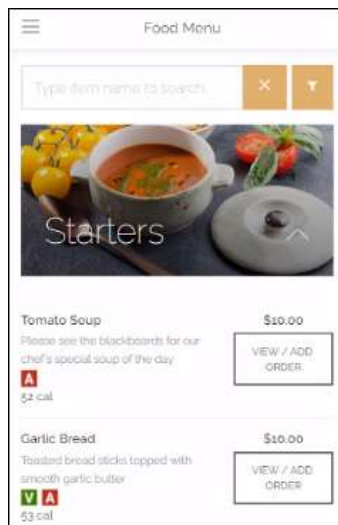 Food Menu
Type item name to search.
Starters
Tomato Soup
$10.00
Please see the blackboards for our
chef's special soup of the day
VIEW / ADD
ORDER
A
52 cal
Garlic Bread
$10.00
Toasted bread sticks topped with
smooth garlic butter
VIEW / ADD
ORDER
V A
53 cal